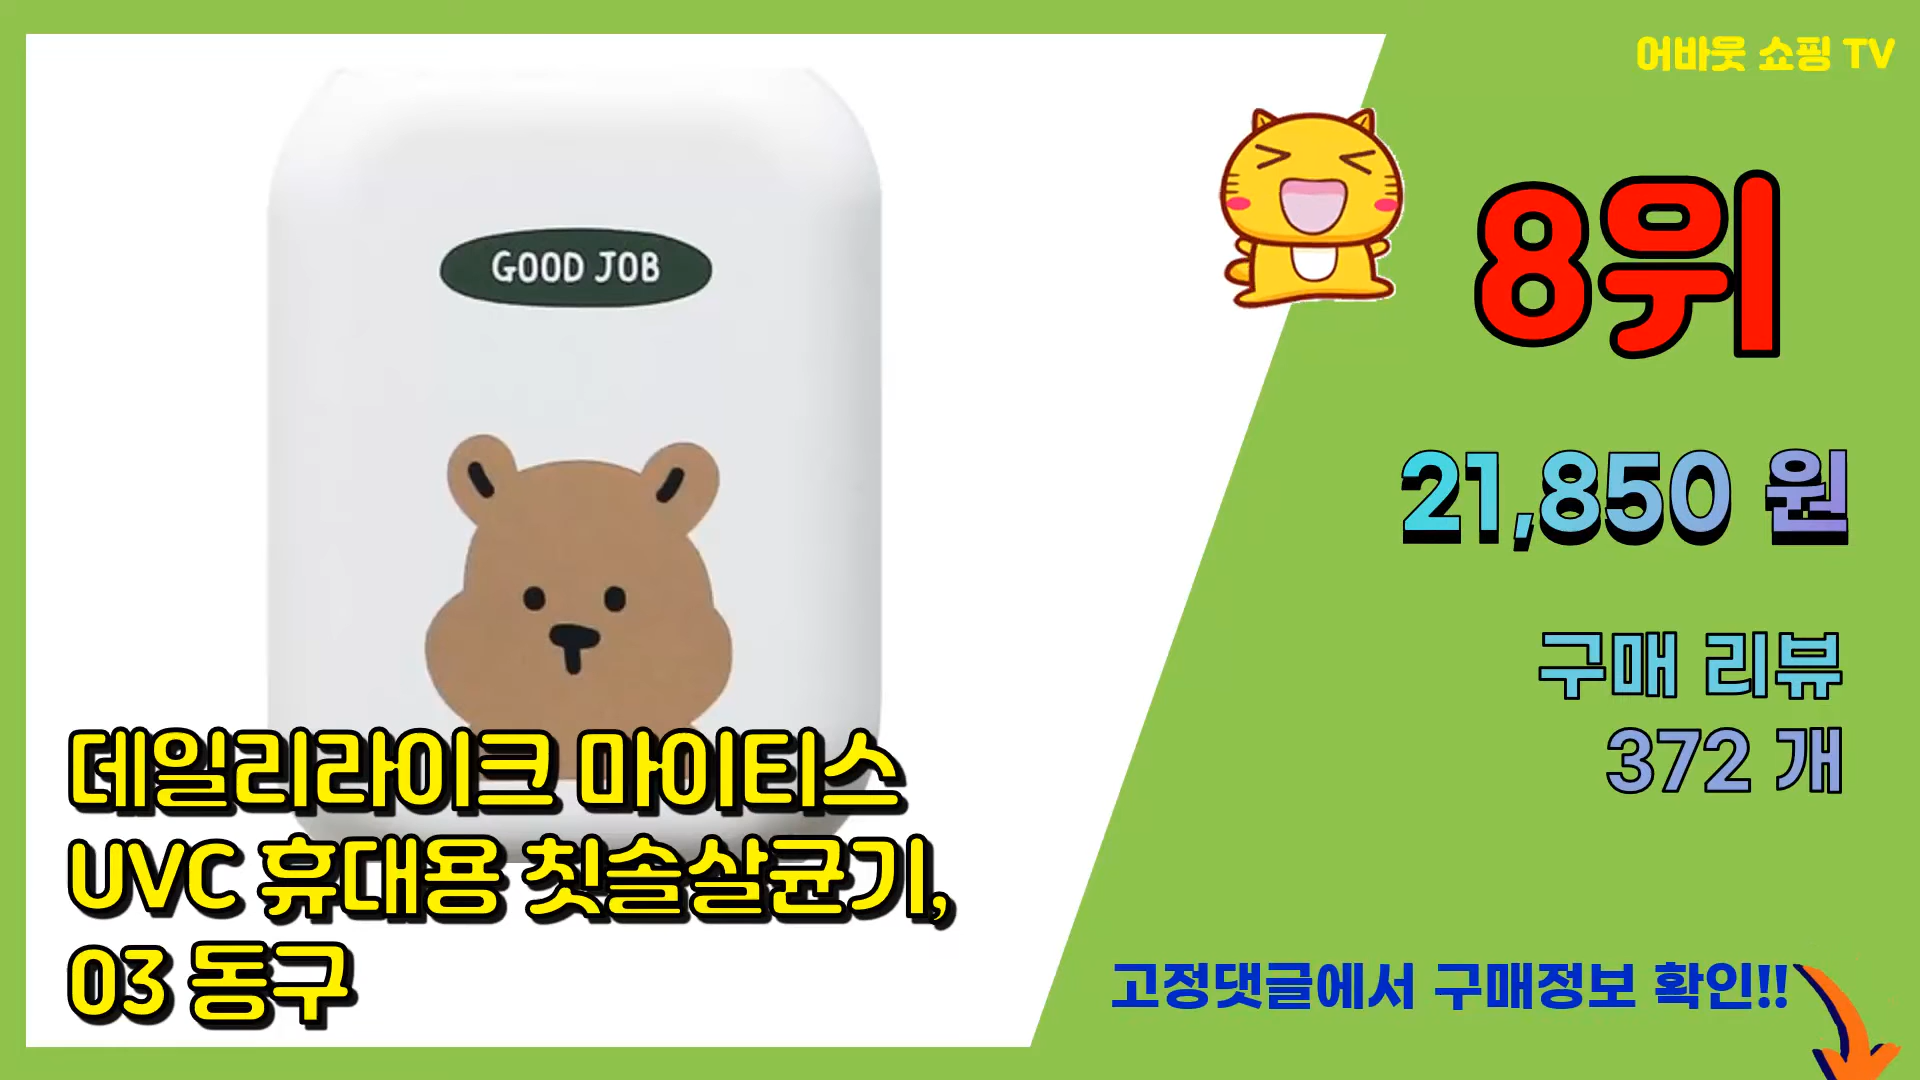 어바웃 쇼핑 TV
8위
GOOD JOB
21,850 원
구매 리뷰
372 개
데일리라이크 마이티스
UVC 휴대용 칫솔살균기,
03 동구
고정댓글에서 구매정보 확인!!